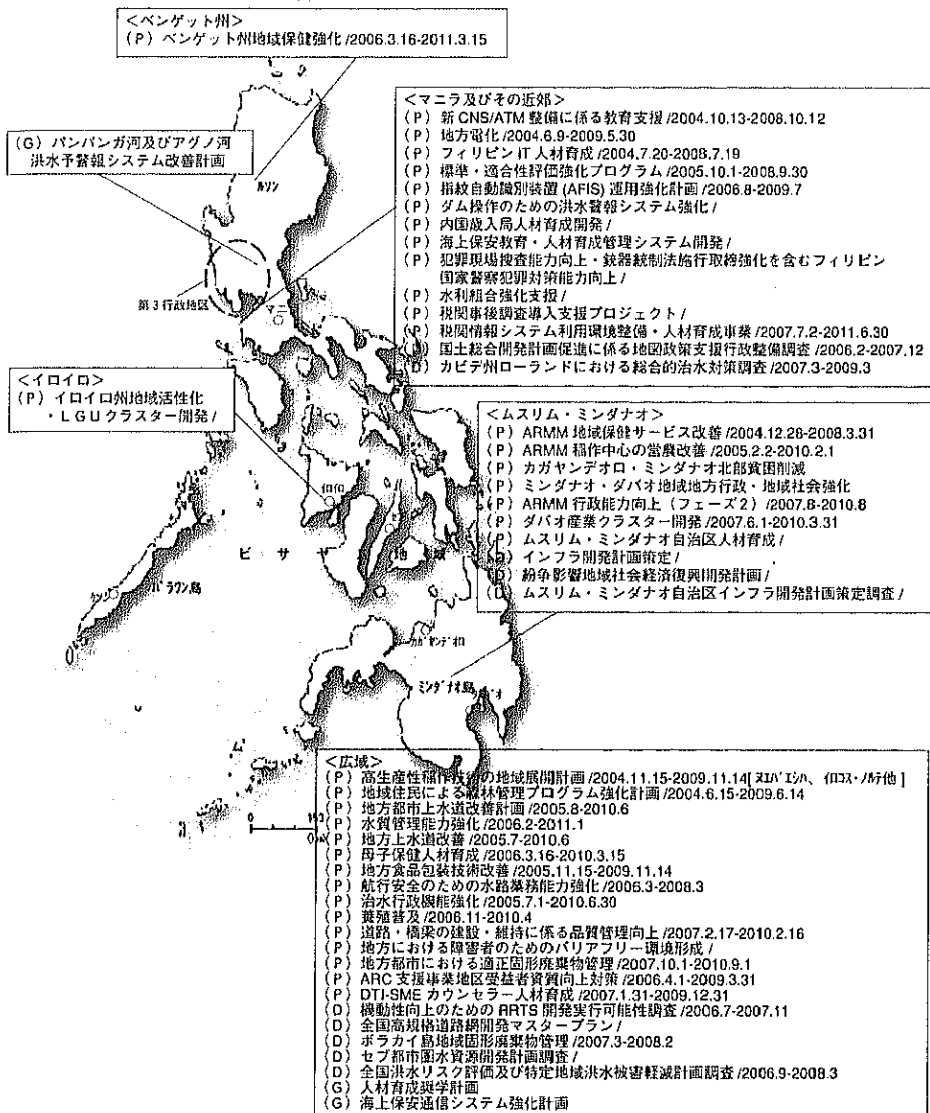 <ベンゲット州>
(P) ベンゲット州地域保健強化 /2006.3.16-2011.3.15
(G) パンパンガ河及びアグノ河
洪水予警報システム改善計画
ルソン
第3行政地区
マニラ
<マニラ及びその近郊>
(P) 新 CNS/ATM 整備に係る教育支援 /2004.10.13-2008.10.12
(P) 地方電化 /2004.6.9-2009.5.30
(P) フィリピン IT 人材育成 /2004.7.20-2008.7.19
(P) 標準・適合性評価強化プログラム /2005.10.1-2008.9.30
(P) 指紋自動識別装置 (AFIS) 運用強化計画 /2006.8-2009.7
(P) ダム操作のための洪水警報システム強化 /
(P) 内国歳入局人材育成開発 /
(P) 海上保安教育・人材育成管理システム開発 /
(P) 犯罪現場捜査能力向上・銃器統制法施行取締強化を含むフィリピン
国家警察犯罪対策能力向上 /
(P) 水利組合強化支援 /
(P) 税関事後調査導入支援プロジェクト /
(P) 税関情報システム利用環境整備・人材育成事業 /2007.7.2-2011.6.30
(D) 国土総合開発計画促進に係る地図政策支援行政整備調査 /2006.2-2007.12
(D) カビテ州ローランドにおける総合的治水対策調査 /2007.3-2009.3
<イロイロ>
(P) イロイロ州地域活性化
・LGUクラスター開発 /
<ムスリム・ミンダナオ>
(P) ARMM 地域保健サービス改善 /2004.12.28-2008.3.31
(P) ARMM 稲作中心の営農改善 /2005.2.2-2010.2.1
(P) カガヤンデオロ・ミンダナオ北部貧困削減
(P) ミンダナオ・ダバオ地域地方行政・地域社会強化
(P) ARMM 行政能力向上(フェーズ2)/2007.8-2010.8
(P) ダバオ産業クラスター開発 /2007.6.1-2010.3.31
(P) ムスリム・ミンダナオ自治区人材育成 /
(D) インフラ開発計画策定 /
(D) 紛争影響地域社会経済復興開発計画 /
(D) ムスリム・ミンダナオ自治区インフラ開発計画策定調査 /
イロイロ
ビサヤ地域
パラワン島
カガヤンデオロ
ミンダナオ島
<広域>
(P) 高生産性稲作技術の地域展開計画 /2004.11.15-2009.11.14[ ヌエバエシハ、イロコス・ノルテ他 ]
(P) 地域住民による森林管理プログラム強化計画 /2004.6.15-2009.6.14
(P) 地方都市上水道改善計画 /2005.8-2010.6
(P) 水質管理能力強化 /2006.2-2011.1
(P) 地方上水道改善 /2005.7-2010.6
(P) 母子保健人材育成 /2006.3.16-2010.3.15
(P) 地方食品包装技術改善 /2005.11.15-2009.11.14
(P) 航行安全のための水路業務能力強化 /2006.3-2008.3
(P) 治水行政機能強化 /2005.7.1-2010.6.30
(P) 養殖普及 /2006.11-2010.4
(P) 道路・橋梁の建設・維持に係る品質管理向上 /2007.2.17-2010.2.16
(P) 地方における障害者のためのバリアフリー環境形成 /
(P) 地方都市における適正固形廃棄物管理 /2007.10.1-2010.9.1
(P) ARC 支援事業地区受益者資質向上対策 /2006.4.1-2009.3.31
(P) DTI-SME カウンセラー人材育成 /2007.1.31-2009.12.31
(D) 機動性向上のための RRTS 開発実行可能性調査 /2006.7-2007.11
(D) 全国高規格道路網開発マスタープラン /
(D) ボラカイ島地域固形廃棄物管理 /2007.3-2008.2
(D) セブ都市圏水資源開発計画調査 /
(D) 全国洪水リスク評価及び特定地域洪水被害軽減計画調査 /2006.9-2008.3
(G) 人材育成奨学計画
(G) 海上保安通信システム強化計画